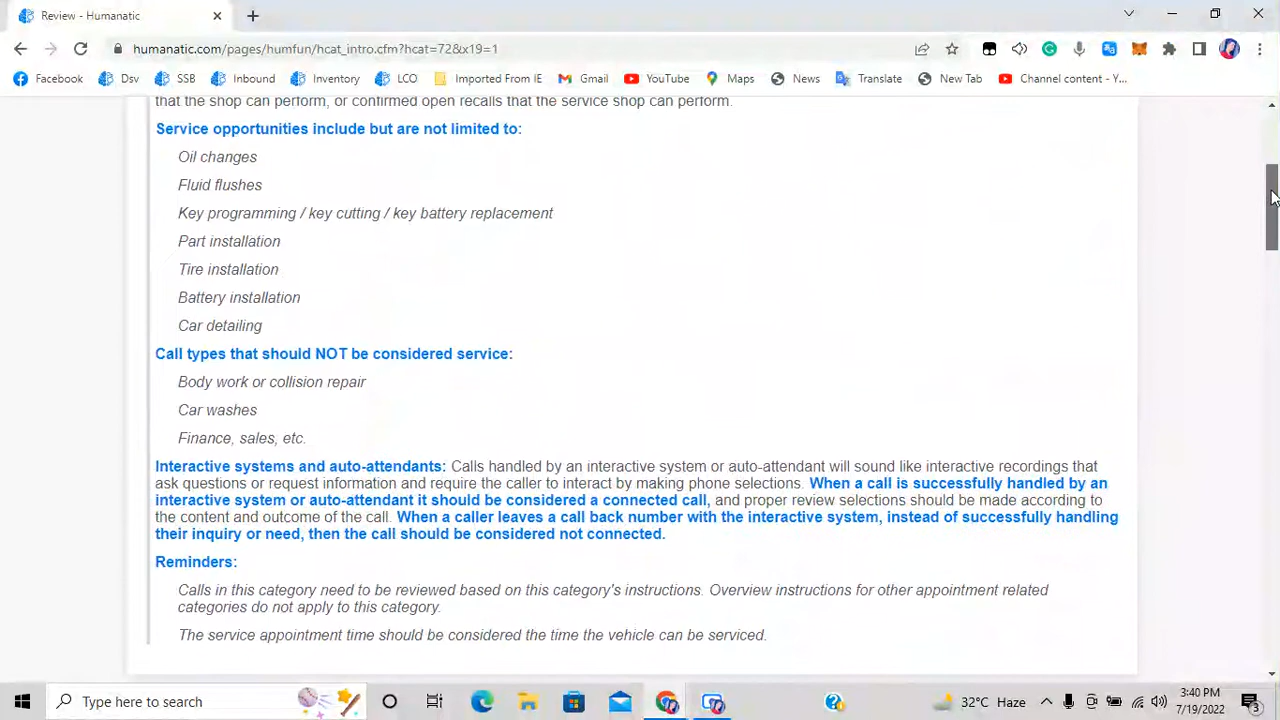 Review - Humanatic
humanatic.com/pages/humfun/hcat_intro.cfm?hcat=72&x19=1
Facebook Dsv SSB Inbound Inventory LCO Imported From IE Gmail YouTube Maps News Translate New Tab Channel content - Y...
that the shop can perform, or confirmed open recalls that the service shop can perform.
Service opportunities include but are not limited to:
Oil changes
Fluid flushes
Key programming / key cutting / key battery replacement
Part installation
Tire installation
Battery installation
Car detailing
Call types that should NOT be considered service:
Body work or collision repair
Car washes
Finance, sales, etc.
Interactive systems and auto-attendants: Calls handled by an interactive system or auto-attendant will sound like interactive recordings that
ask questions or request information and require the caller to interact by making phone selections. When a call is successfully handled by an
interactive system or auto-attendant it should be considered a connected call, and proper review selections should be made according to
the content and outcome of the call. When a caller leaves a call back number with the interactive system, instead of successfully handling
their inquiry or need, then the call should be considered not connected.
Reminders:
Calls in this category need to be reviewed based on this category's instructions. Overview instructions for other appointment related
categories do not apply to this category.
The service appointment time should be considered the time the vehicle can be serviced.
Type here to search
32°C Haze
3:40 PM
7/19/2022
3